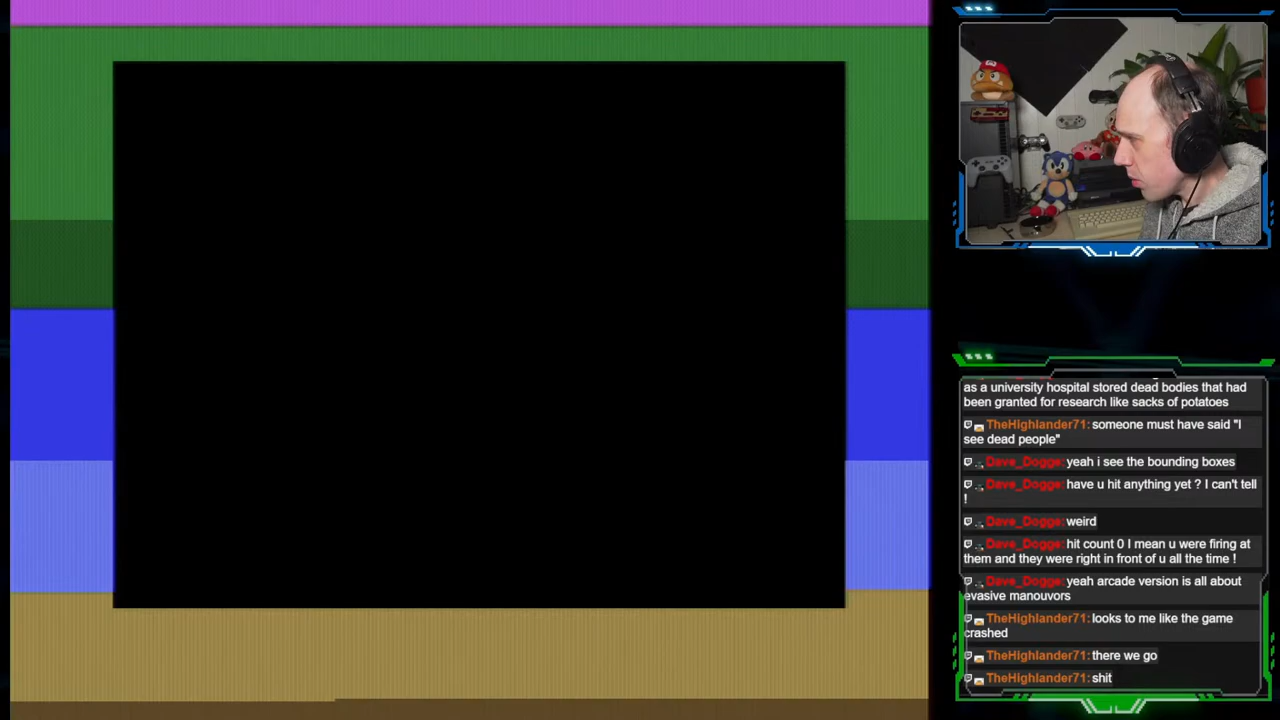 as a university hospital stored dead bodies that had
been granted for research like sacks of potatoes
TheHighlander71: someone must have said "I
see dead people"
Dave_Dogge: yeah i see the bounding boxes
Dave_Dogge: have u hit anything yet ? I can't tell
!
Dave_Dogge: weird
Dave_Dogge: hit count 0 I mean u were firing at
them and they were right in front of u all the time !
Dave_Dogge: yeah arcade version is all about
evasive manouvors
TheHighlander71: looks to me like the game
crashed
TheHighlander71: there we go
TheHighlander71: shit